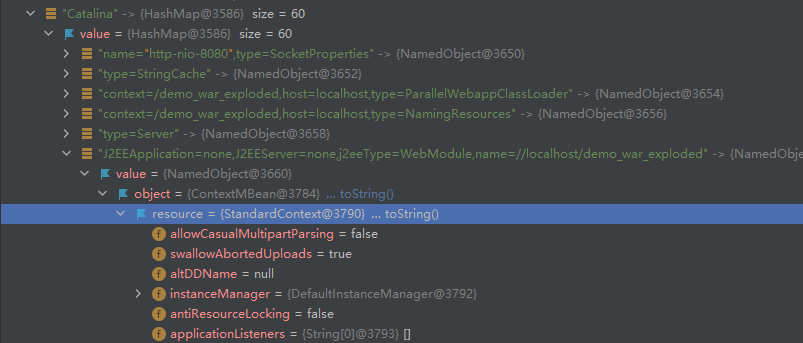 "Catalina" -> {HashMap@3586} size = 60
value = {HashMap@3586} size = 60
"name="http-nio-8080",type=SocketProperties" -> {NamedObject@3650}
"type=StringCache" -> {NamedObject@3652}
"context=/demo_war_exploded,host=localhost,type=ParallelWebappClassLoader" -> {NamedObject@3654}
"context=/demo_war_exploded,host=localhost,type=NamingResources" -> {NamedObject@3656}
"type=Server" -> {NamedObject@3658}
"J2EEApplication=none,J2EEServer=none,j2eeType=WebModule,name=//localhost/demo_war_exploded" -> {NamedObject
value = {NamedObject@3660}
object = {ContextMBean@3784} ... toString()
resource = {StandardContext@3790} ... toString()
allowCasualMultipartParsing = false
swallowAbortedUploads = true
altDDName = null
instanceManager = {DefaultInstanceManager@3792}
antiResourceLocking = false
applicationListeners = {String[0]@3793} []